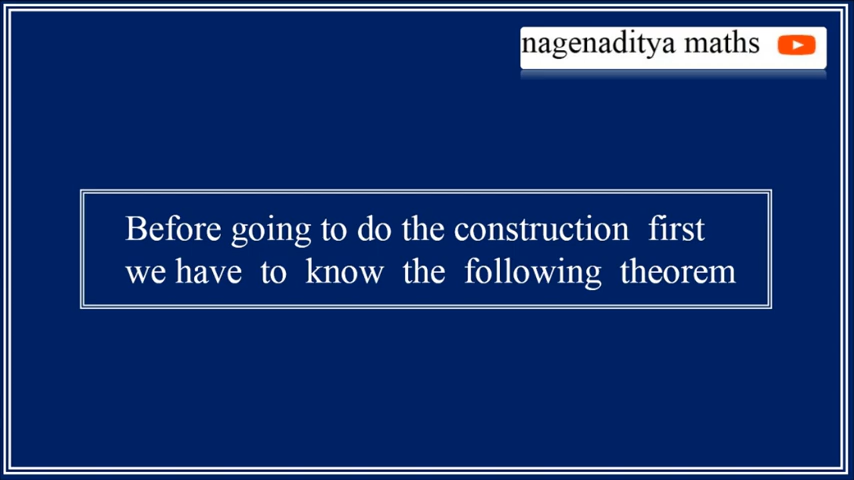 nagenaditya maths
Before going to do the construction first
we have to know the following theorem